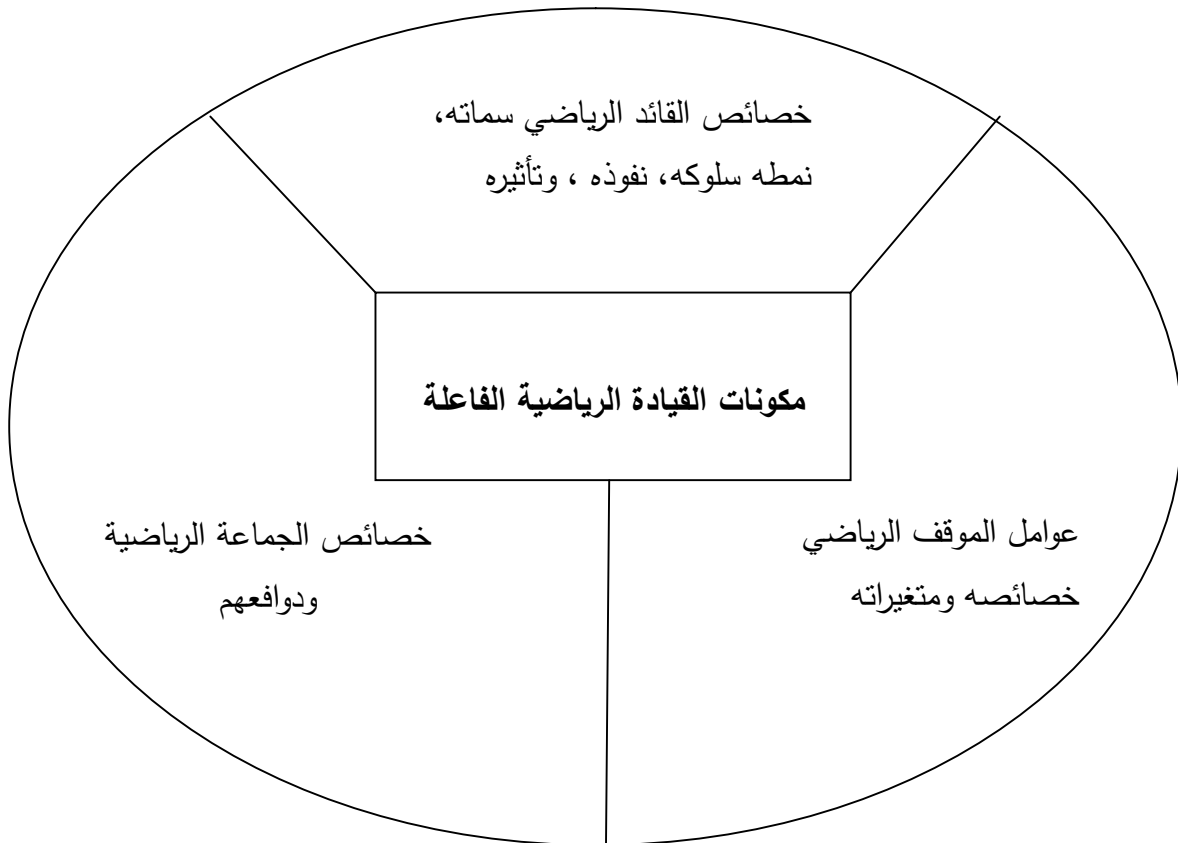 خصائص القائد الرياضي سماته،
نمطه سلوكه، نفوذه ، وتأثيره
مكونات القيادة الرياضية الفاعلة
عوامل الموقف الرياضي
خصائصه ومتغيراته
خصائص الجماعة الرياضية
ودوافعهم